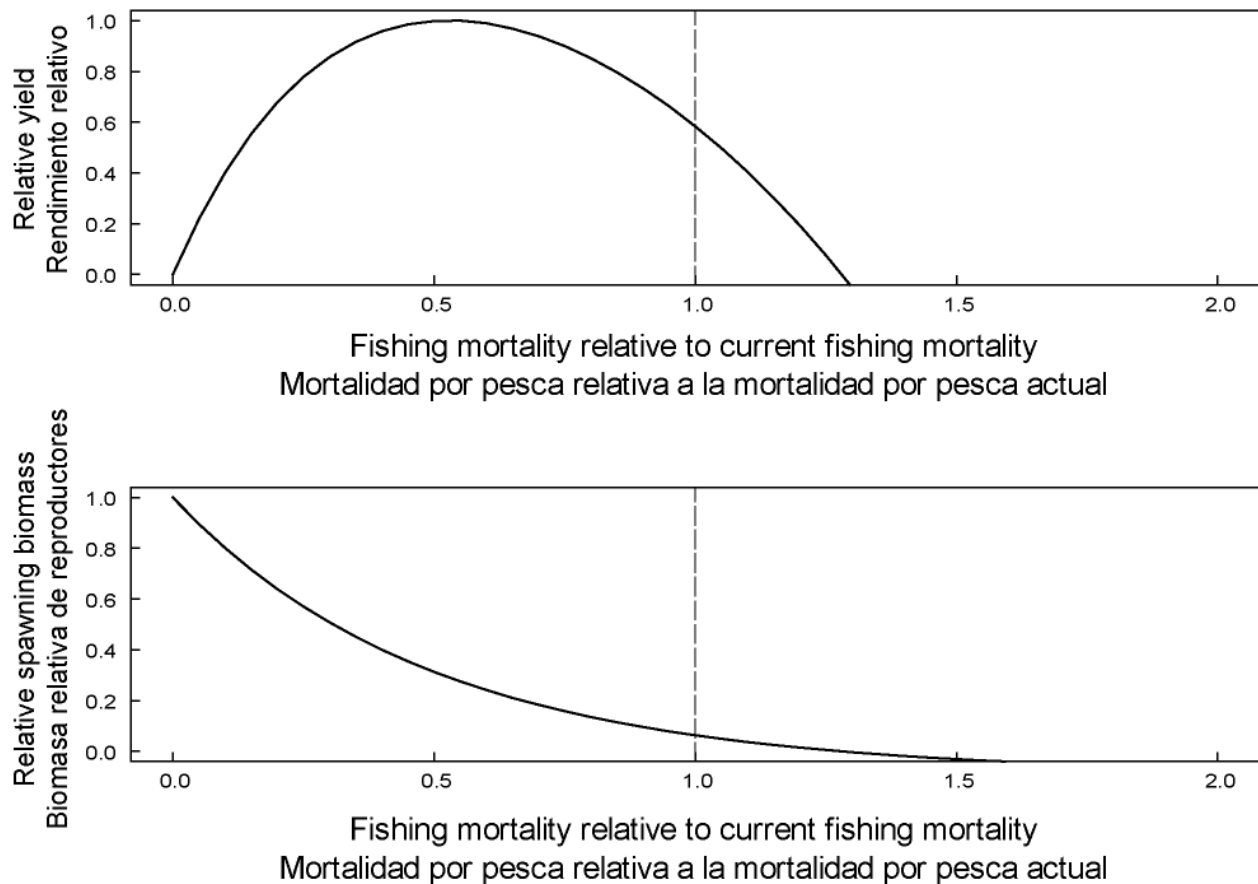 Relative yield
Rendimiento relativo
1.0
0.8
0.6
0.4
0.2
0.0
0.0 0.5 1.0 1.5 2.0
Fishing mortality relative to current fishing mortality
Mortalidad por pesca relativa a la mortalidad por pesca actual
Relative spawning biomass
Biomasa relativa de reproductores
1.0
0.8
0.6
0.4
0.2
0.0
0.0 0.5 1.0 1.5 2.0
Fishing mortality relative to current fishing mortality
Mortalidad por pesca relativa a la mortalidad por pesca actual